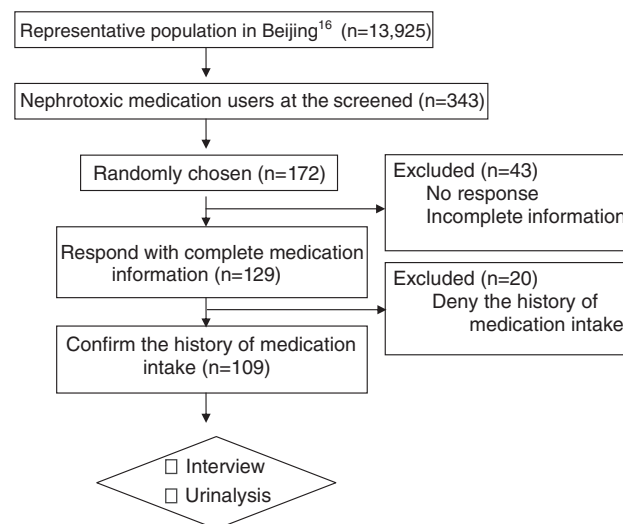 Representative population in Beijing16 (n=13,925)
Nephrotoxic medication users at the screened (n=343)
Randomly chosen (n=172)
Excluded (n=43)
No response
Incomplete information
Respond with complete medication
information (n=129)
Excluded (n=20)
Deny the history of
medication intake
Confirm the history of medication
intake (n=109)
□ Interview
□ Urinalysis